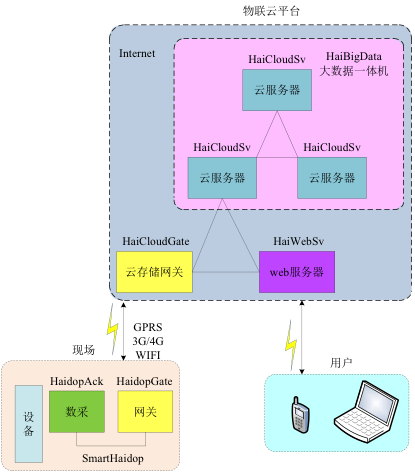 物联云平台
Internet
HaiCloudSv
HaiBigData
大数据一体机
云服务器
HaiCloudSv
HaiCloudSv
云服务器
云服务器
HaiCloudGate
HaiWebSv
云存储网关
web服务器
GPRS
3G/4G
WIFI
现场
用户
HaidopAck
HaidopGate
设备
数采
网关
SmartHaidop